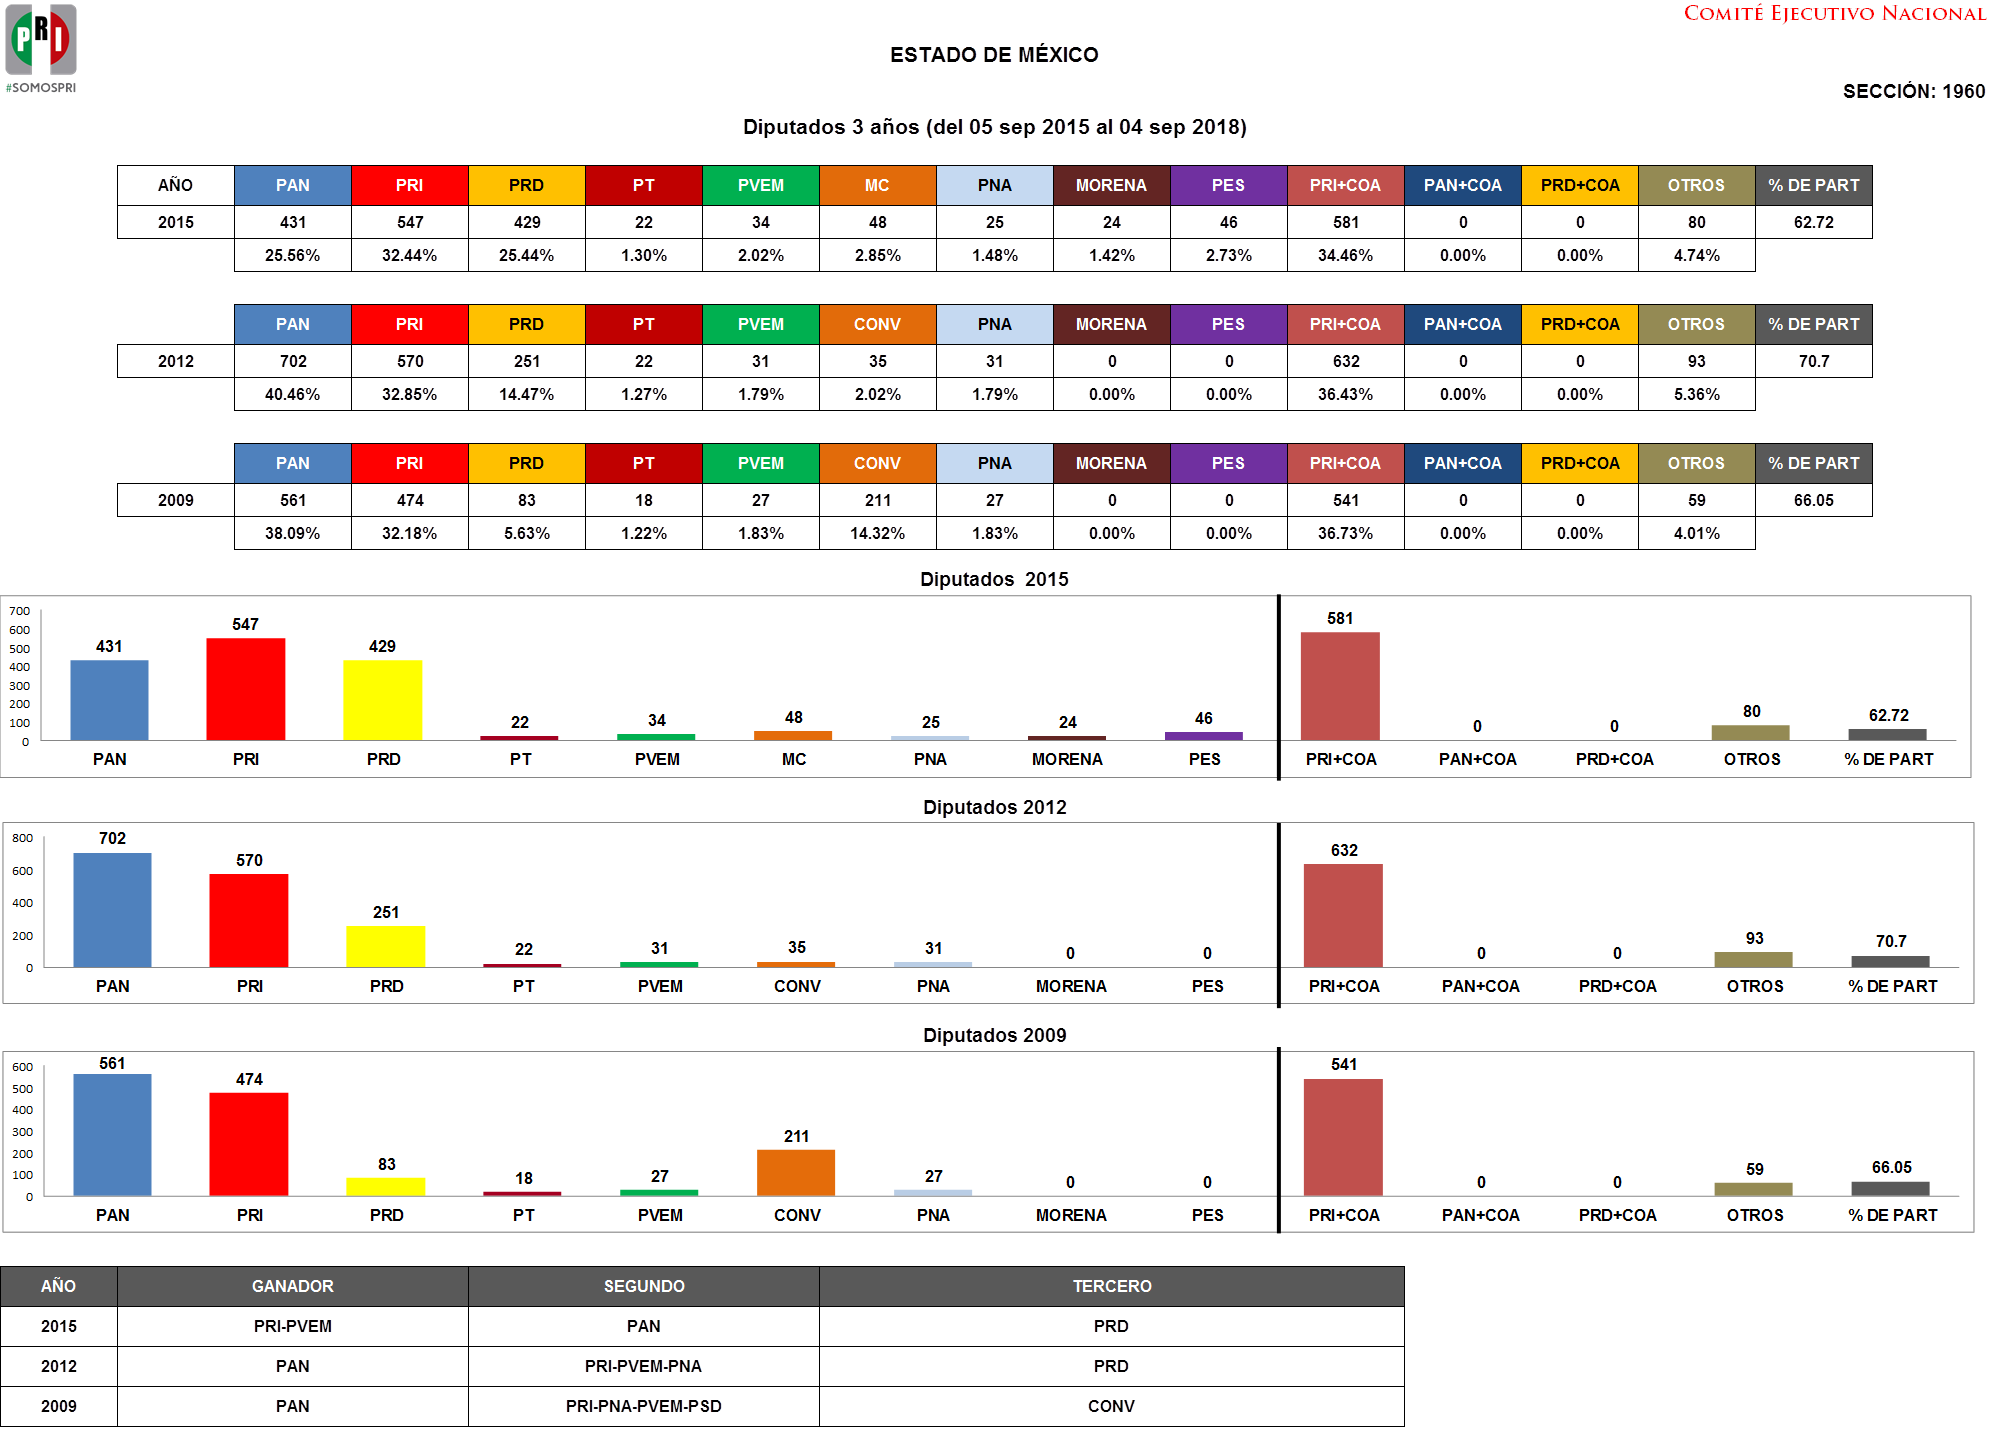 PRI
#SOMOSPRI
COMITÉ EJECUTIVO NACIONAL
ESTADO DE MÉXICO
SECCIÓN: 1960
Diputados 3 años (del 05 sep 2015 al 04 sep 2018)
AÑO PAN PRI PRD PT PVEM MC PNA MORENA PES PRI+COA PAN+COA PRD+COA OTROS % DE PART
2015 431 547 429 22 34 48 25 24 46 581 0 0 80 62.72
25.56% 32.44% 25.44% 1.30% 2.02% 2.85% 1.48% 1.42% 2.73% 34.46% 0.00% 0.00% 4.74%
PAN PRI PRD PT PVEM CONV PNA MORENA PES PRI+COA PAN+COA PRD+COA OTROS % DE PART
2012 702 570 251 22 31 35 31 0 0 632 0 0 93 70.7
40.46% 32.85% 14.47% 1.27% 1.79% 2.02% 1.79% 0.00% 0.00% 36.43% 0.00% 0.00% 5.36%
PAN PRI PRD PT PVEM CONV PNA MORENA PES PRI+COA PAN+COA PRD+COA OTROS % DE PART
2009 561 474 83 18 27 211 27 0 0 541 0 0 59 66.05
38.09% 32.18% 5.63% 1.22% 1.83% 14.32% 1.83% 0.00% 0.00% 36.73% 0.00% 0.00% 4.01%
Diputados 2015
700
600
500
400
300
200
100
0
431 547 429 22 34 48 25 24 46 581 0 0 80 62.72
PAN PRI PRD PT PVEM MC PNA MORENA PES PRI+COA PAN+COA PRD+COA OTROS % DE PART
Diputados 2012
800
600
400
200
0
702 570 251 22 31 35 31 0 0 632 0 0 93 70.7
PAN PRI PRD PT PVEM CONV PNA MORENA PES PRI+COA PAN+COA PRD+COA OTROS % DE PART
Diputados 2009
600
500
400
300
200
100
0
561 474 83 18 27 211 27 0 0 541 0 0 59 66.05
PAN PRI PRD PT PVEM CONV PNA MORENA PES PRI+COA PAN+COA PRD+COA OTROS % DE PART
AÑO GANADOR SEGUNDO TERCERO
2015 PRI-PVEM PAN PRD
2012 PAN PRI-PVEM-PNA PRD
2009 PAN PRI-PNA-PVEM-PSD CONV